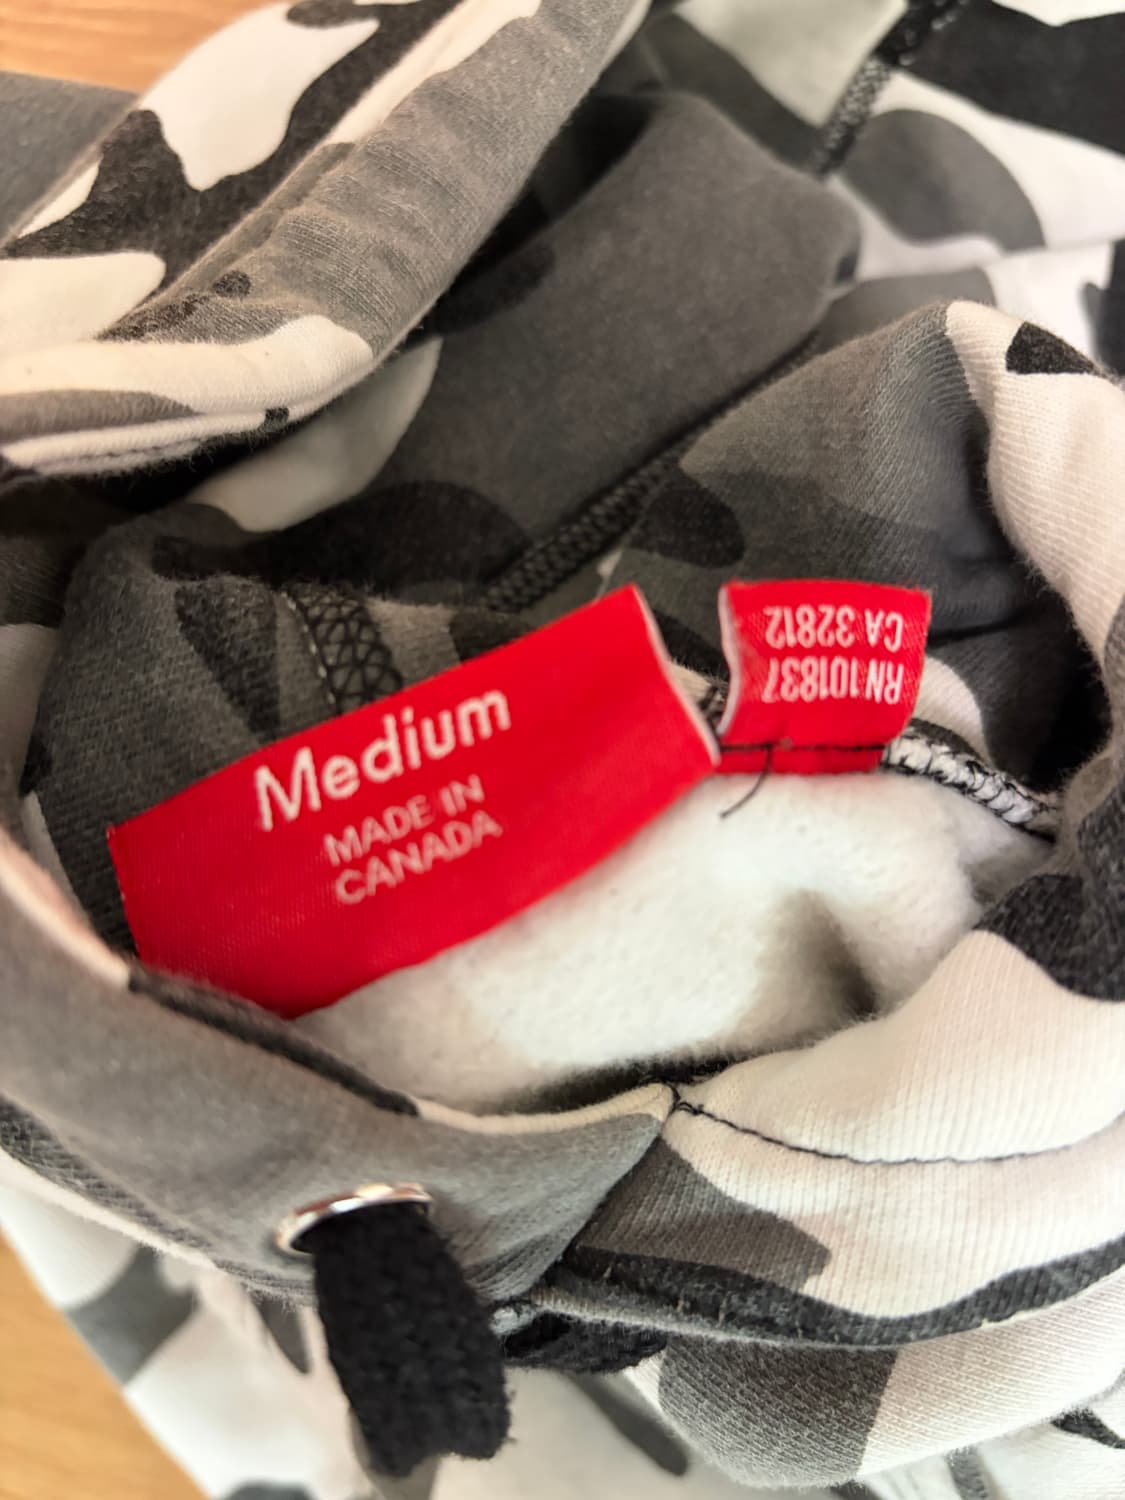 Medium
MADE IN
CANADA
RN 101837
CA 32812